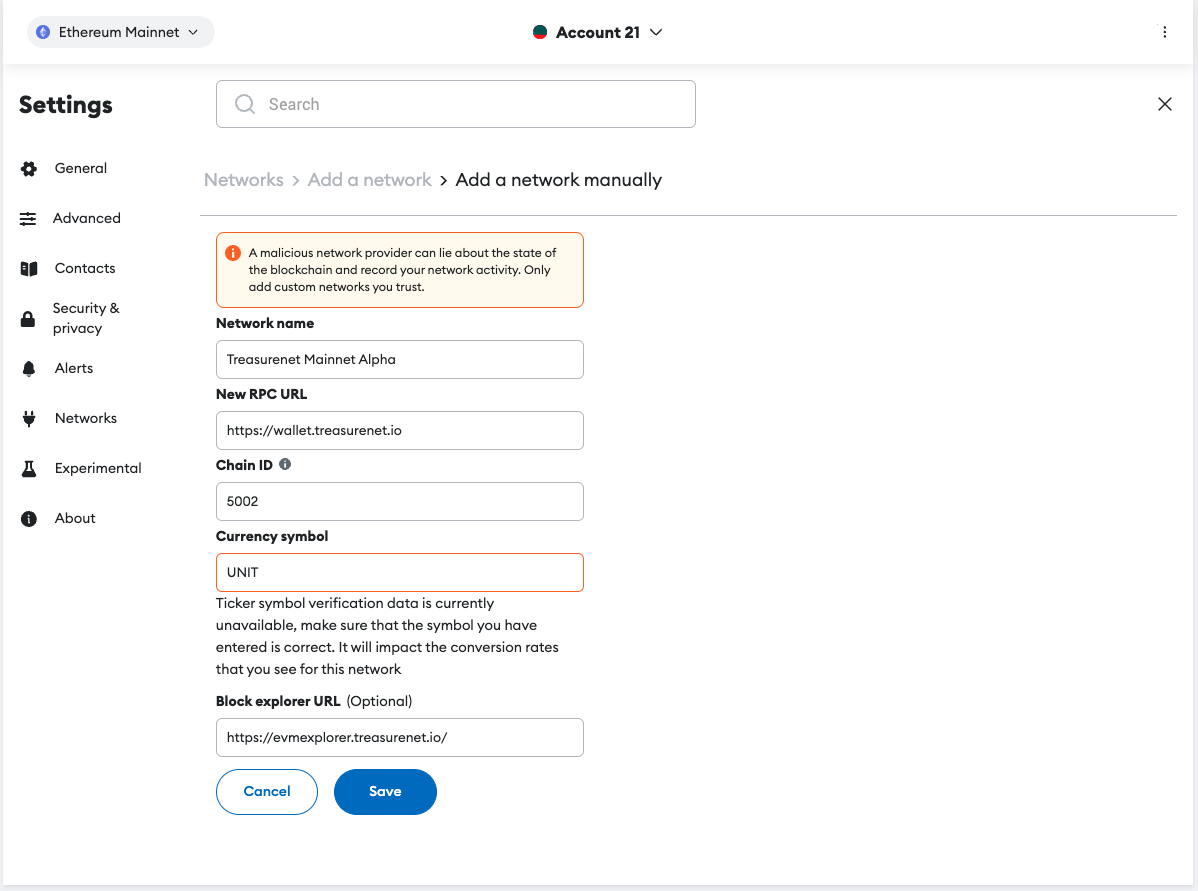 Ethereum Mainnet
Account 21
Settings
Search
General
Advanced
Contacts
Security &
privacy
Alerts
Networks
Experimental
About
Networks > Add a network > Add a network manually
A malicious network provider can lie about the state of
the blockchain and record your network activity. Only
add custom networks you trust.
Network name
Treasurenet Mainnet Alpha
New RPC URL
https://wallet.treasurenet.io
Chain ID
5002
Currency symbol
UNIT
Ticker symbol verification data is currently
unavailable, make sure that the symbol you have
entered is correct. It will impact the conversion rates
that you see for this network
Block explorer URL (Optional)
https://evmexplorer.treasurenet.io/
Cancel
Save